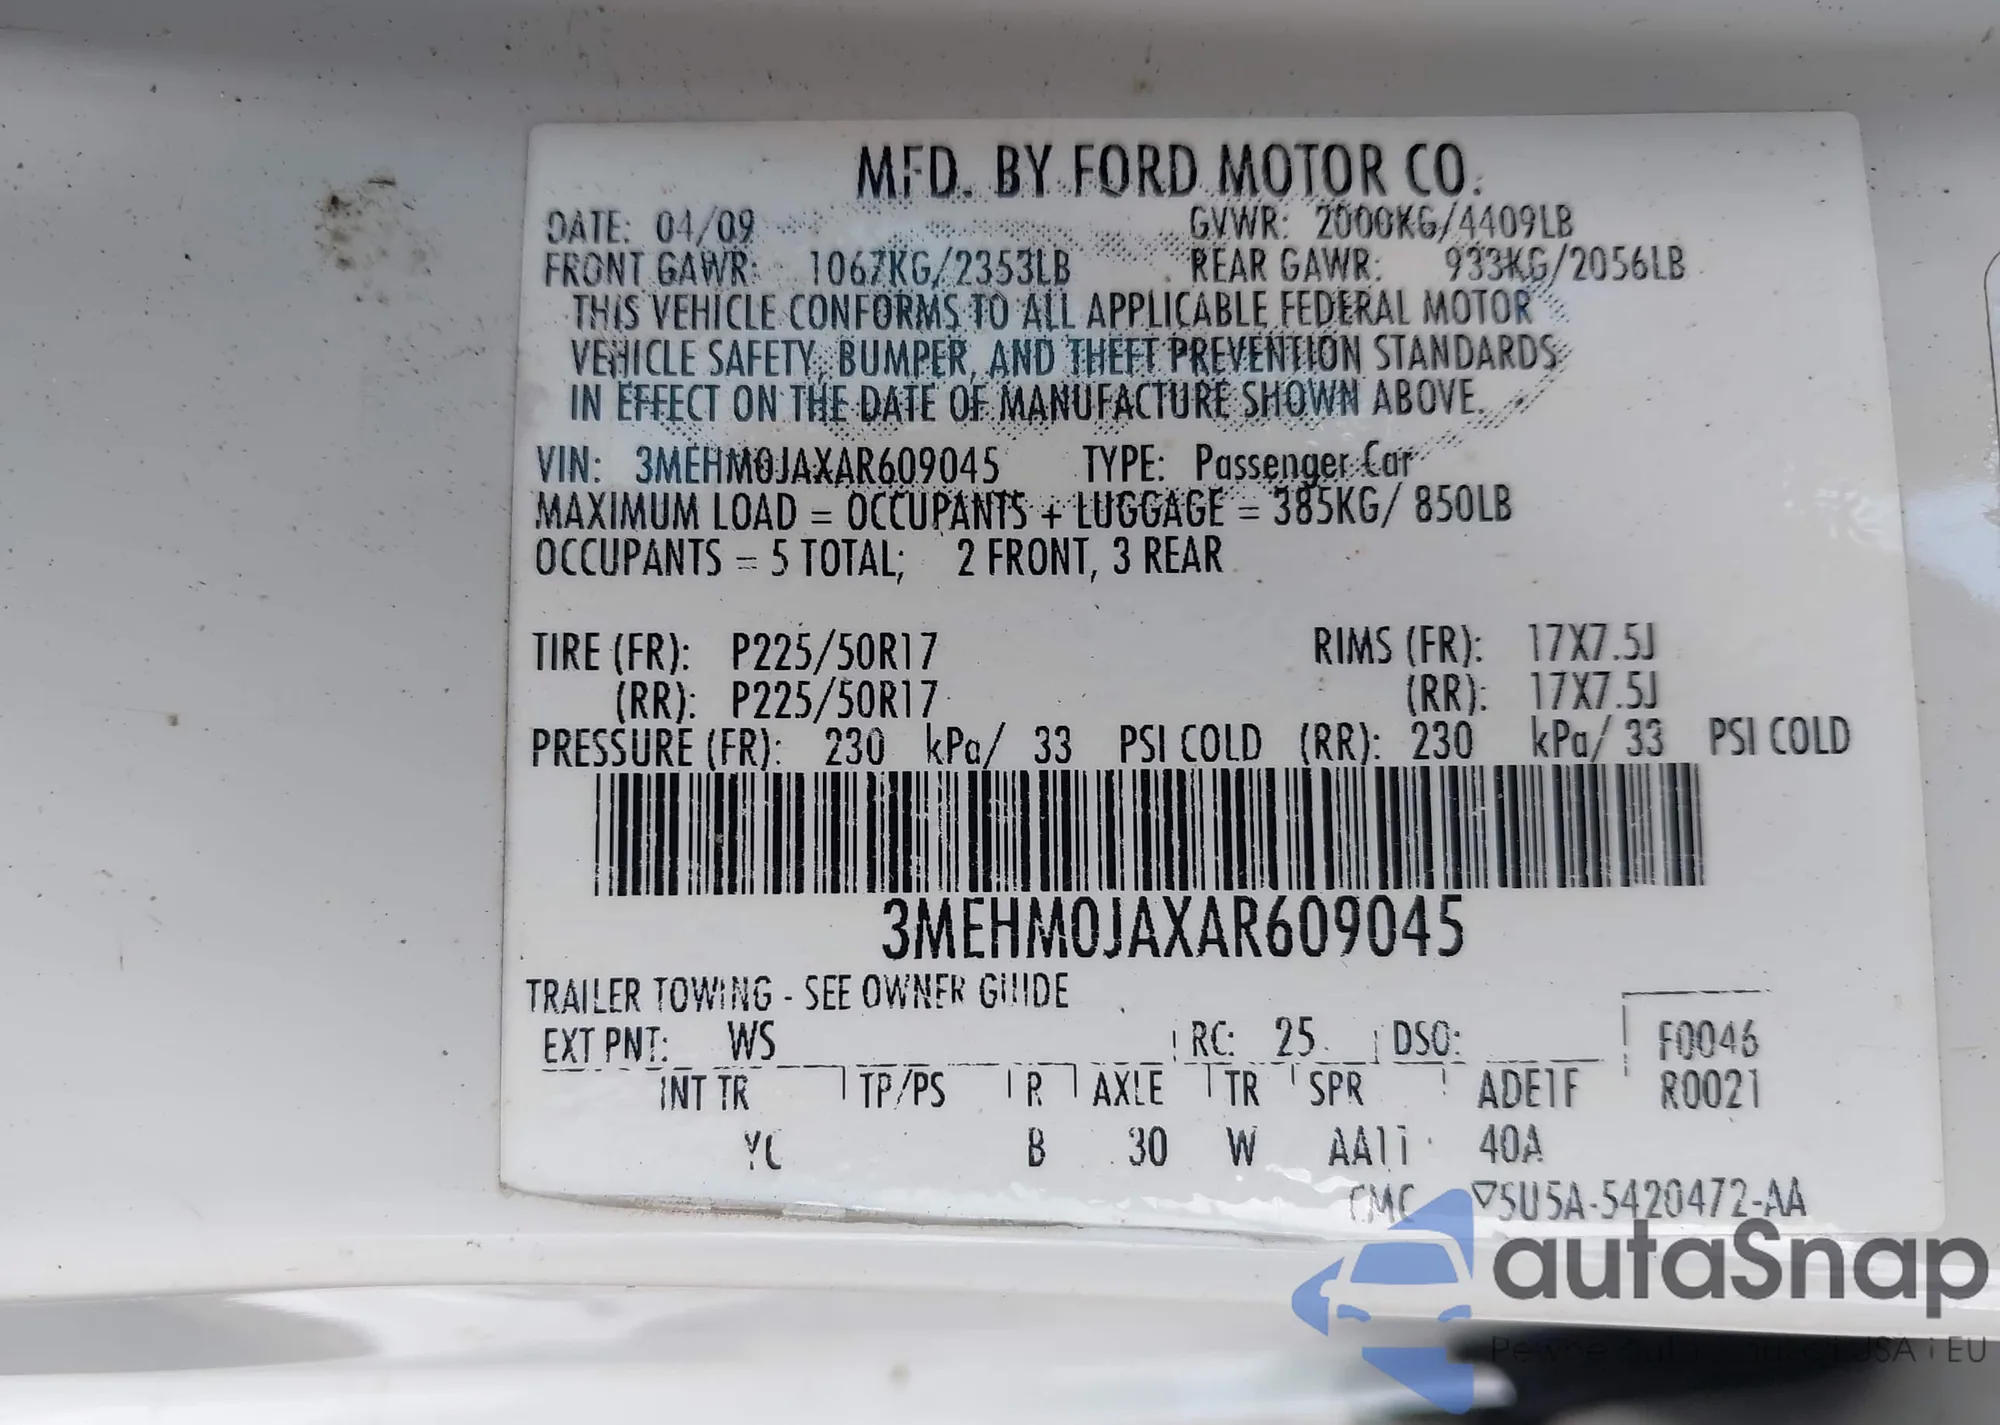 MFD. BY FORD MOTOR CO.
DATE: 04/09 GVWR: 2000KG/4409LB
FRONT GAWR: 1067KG/2353LB REAR GAWR: 933KG/2056LB
THIS VEHICLE CONFORMS TO ALL APPLICABLE FEDERAL MOTOR
VEHICLE SAFETY, BUMPER, AND THEFT PREVENTION STANDARDS
IN EFFECT ON THE DATE OF MANUFACTURE SHOWN ABOVE.
VIN: 3MEHM0JAXAR609045 TYPE: Passenger Car
MAXIMUM LOAD = OCCUPANTS + LUGGAGE = 385KG/ 850LB
OCCUPANTS = 5 TOTAL; 2 FRONT, 3 REAR
TIRE (FR): P225/50R17 RIMS (FR): 17X7.5J
(RR): P225/50R17 (RR): 17X7.5J
PRESSURE (FR): 230 kPa/ 33 PSI COLD (RR): 230 kPa/ 33 PSI COLD
3MEHM0JAXAR609045
TRAILER TOWING - SEE OWNER GUIDE
EXT PNT: WS RC: 25 DSO: F0046
INT TR TP/PS R AXLE TR SPR ADE1F R0021
B 30 W 40A
CMC 5U5A-5420472-AA
autaSnap
USA i EU